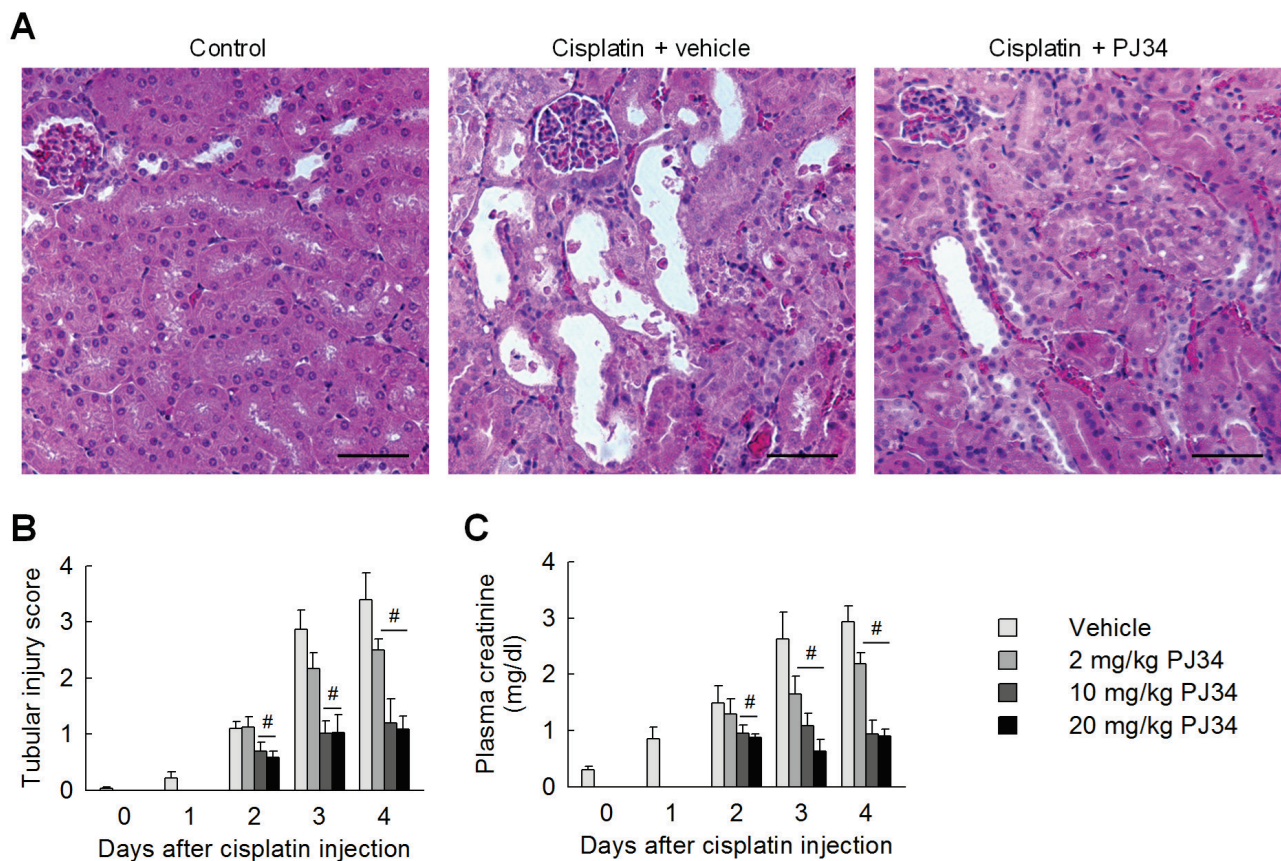 A
Control
Cisplatin + vehicle
Cisplatin + PJ34
B
Tubular injury score
4
3
2
1
0
#
#
#
0 1 2 3 4
Days after cisplatin injection
C
Plasma creatinine
(mg/dl)
4
3
2
1
0
#
#
#
0 1 2 3 4
Days after cisplatin injection
Vehicle
2 mg/kg PJ34
10 mg/kg PJ34
20 mg/kg PJ34